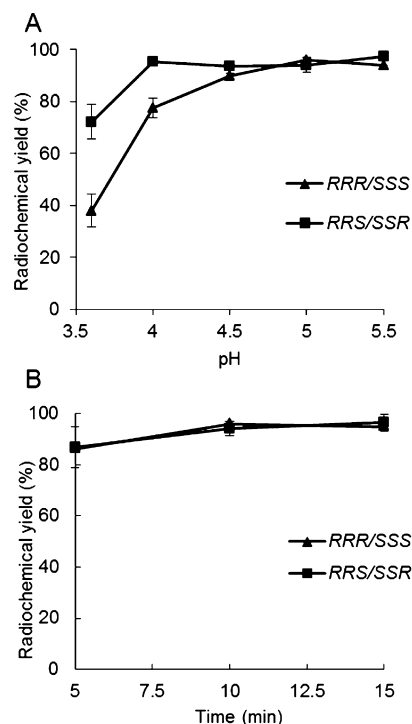 A
Radiochemical yield (%)
100
80
60
40
20
0
3.5 4 4.5 5 5.5
pH
RRR/SSS
RRS/SSR
B
Radiochemical yield (%)
100
80
60
40
20
0
5 7.5 10 12.5 15
Time (min)
RRR/SSS
RRS/SSR